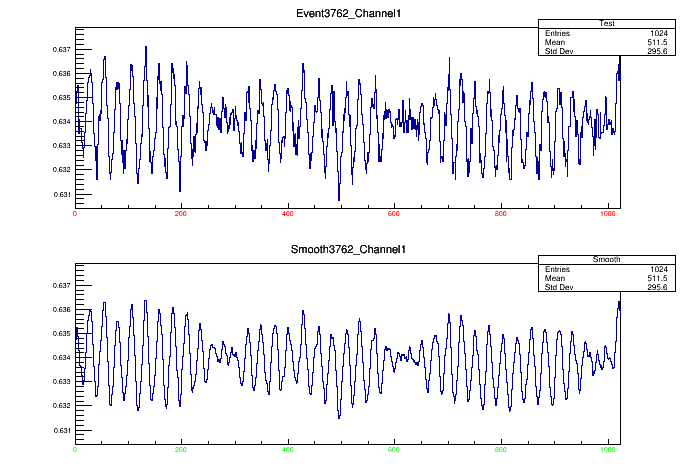 Event3762_Channel1
Test
Entries 1024
Mean 511.5
Std Dev 295.6
0.637
0.636
0.635
0.634
0.633
0.632
0.631
0 200 400 600 800 1000
Smooth3762_Channel1
Smooth
Entries 1024
Mean 511.5
Std Dev 295.6
0.637
0.636
0.635
0.634
0.633
0.632
0.631
0 200 400 600 800 1000